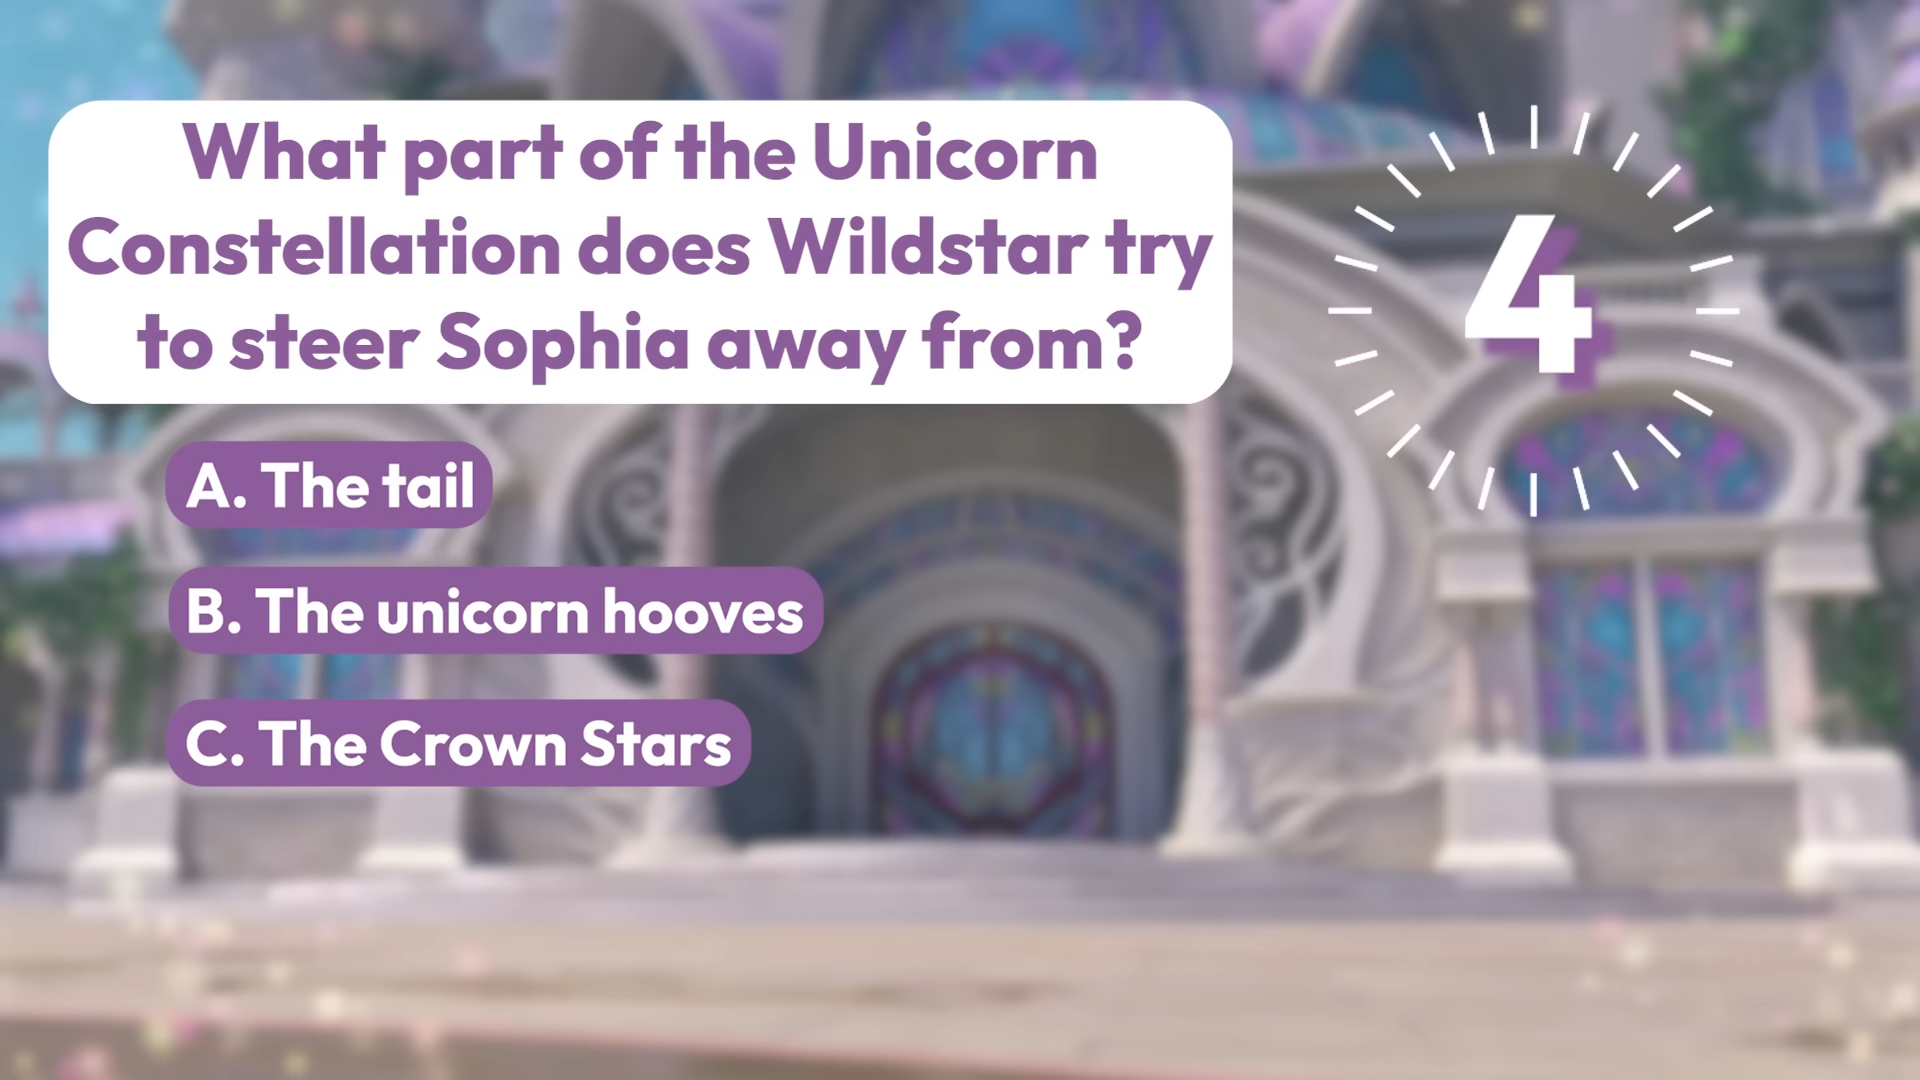 What part of the Unicorn
Constellation does Wildstar try
to steer Sophia away from?
4
A. The tail
B. The unicorn hooves
C. The Crown Stars